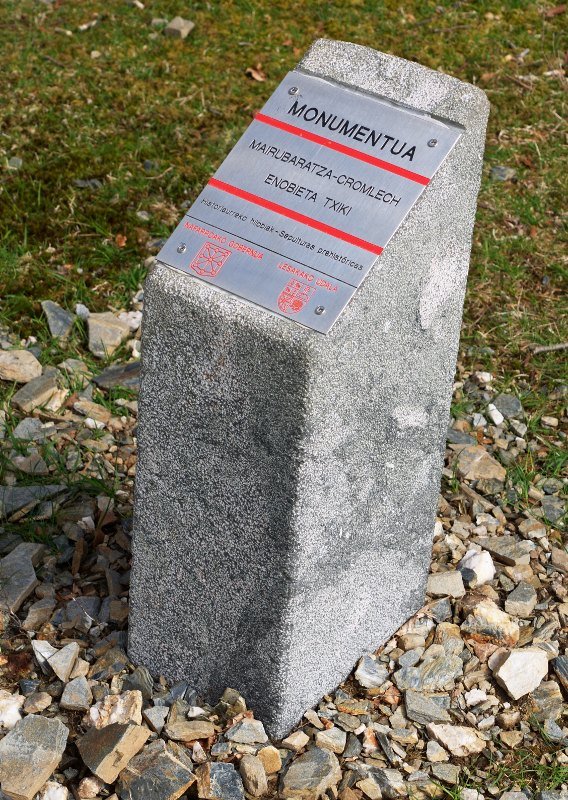 MONUMENTUA
MAIRUBARATZA-CROMLECH
ENOBIETA TXIKI
Historiaurreko hilobiak-Sepulturas prehistóricas
NAFARROAKO GOBERNUA
LESAKAKO UDALA